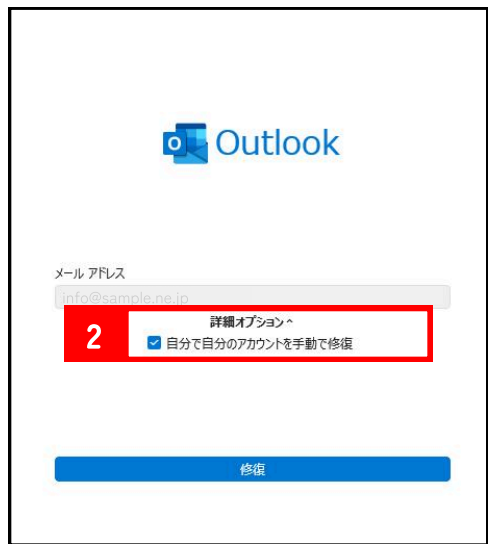 Outlook
メール アドレス
info@sample.ne.jp
2
詳細オプション ^
自分で自分のアカウントを手動で修復
修復